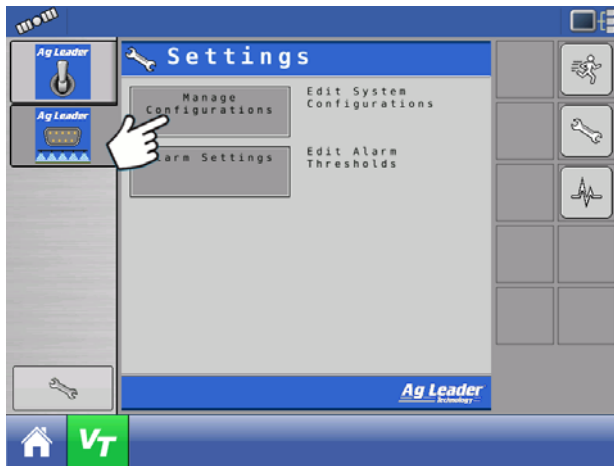 Ag Leader
Settings
Manage
Configurations
Edit System
Configurations
Ag Leader
larm Settings
Edit Alarm
Thresholds
Ag Leader
Technology
VT